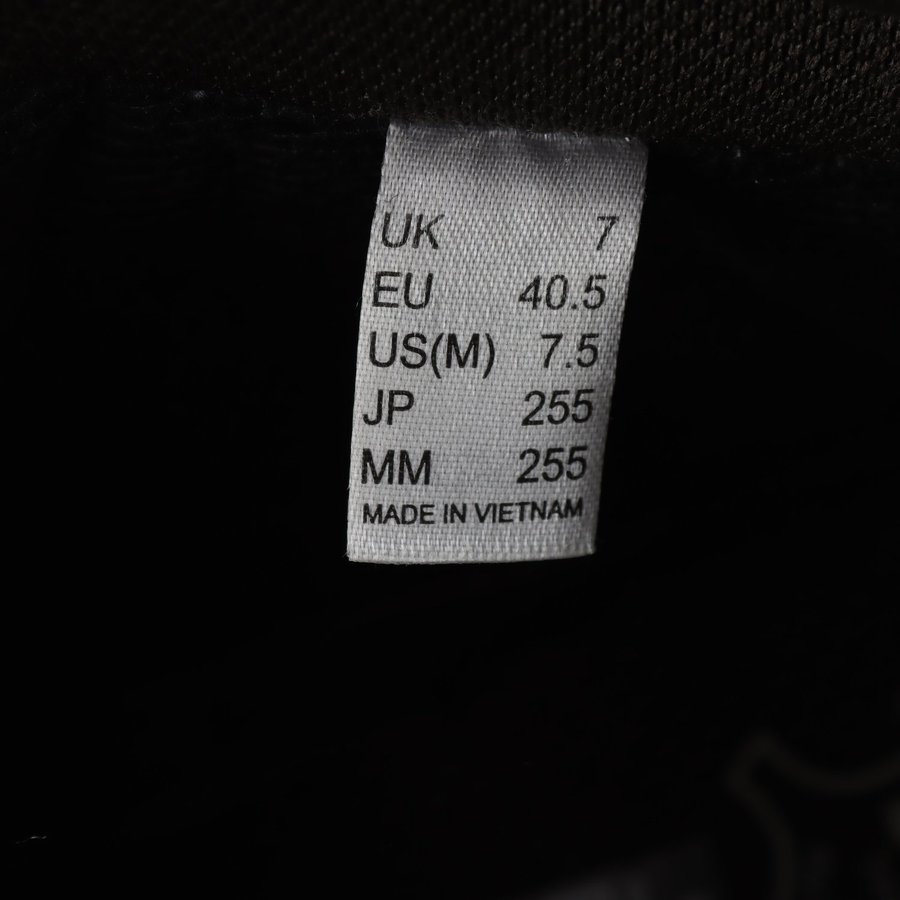 UK 7
EU 40.5
US(M) 7.5
JP 255
MM 255
MADE IN VIETNAM